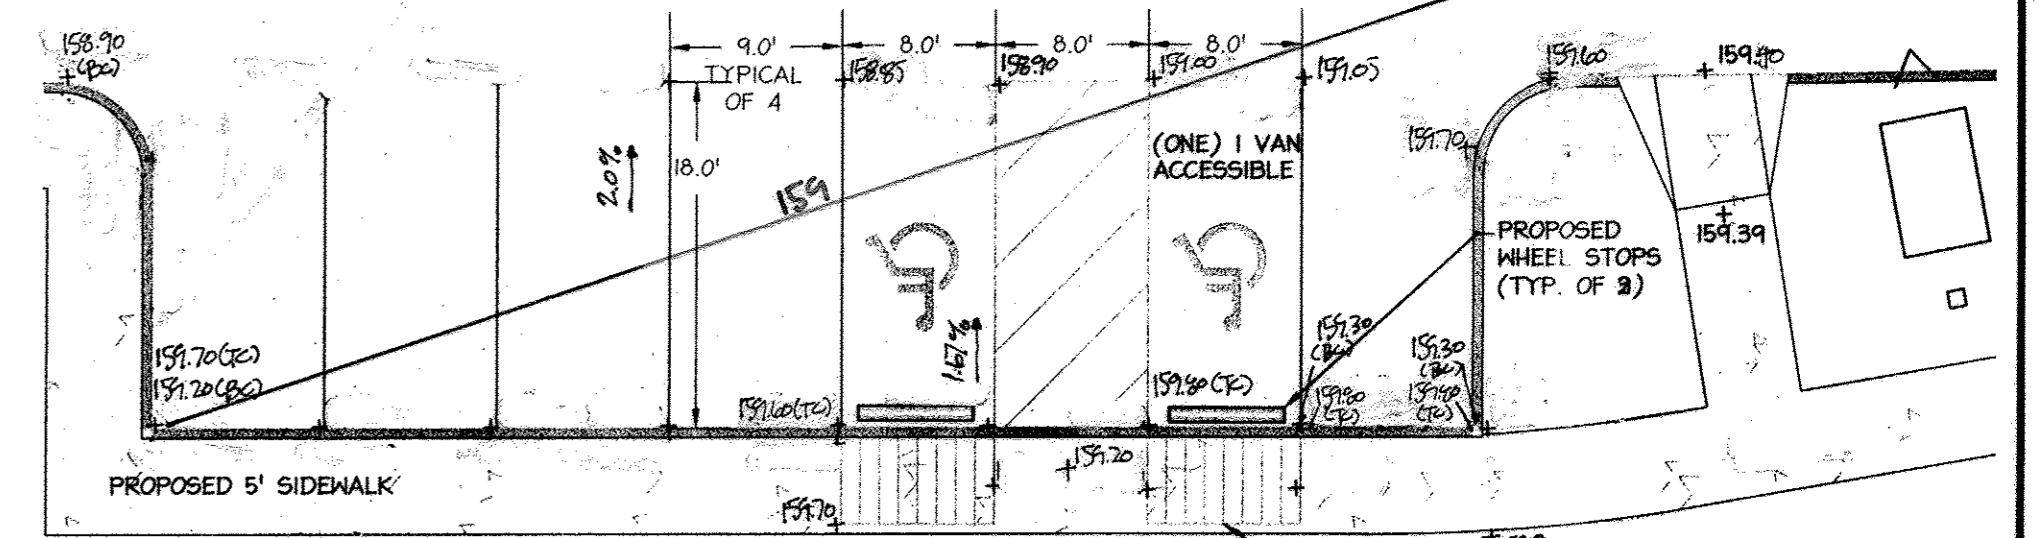 158.90
(BC)
9.0'
TYPICAL
OF 4
8.0'
8.0'
8.0'
158.85
158.90
159.00
159.05
159.60
159.40
2.0%
18.0'
159
(ONE) 1 VAN
ACCESSIBLE
159.70
PROPOSED
WHEEL STOPS
(TYP. OF
159.39
159.70(TC)
159.20(BC)
1.67%
159.60(TC)
159.80(TC)
159.30
(BC)
159.80
(TC)
159.30
(BC)
159.80
(TC)
PROPOSED 5' SIDEWALK
159.20
159.70